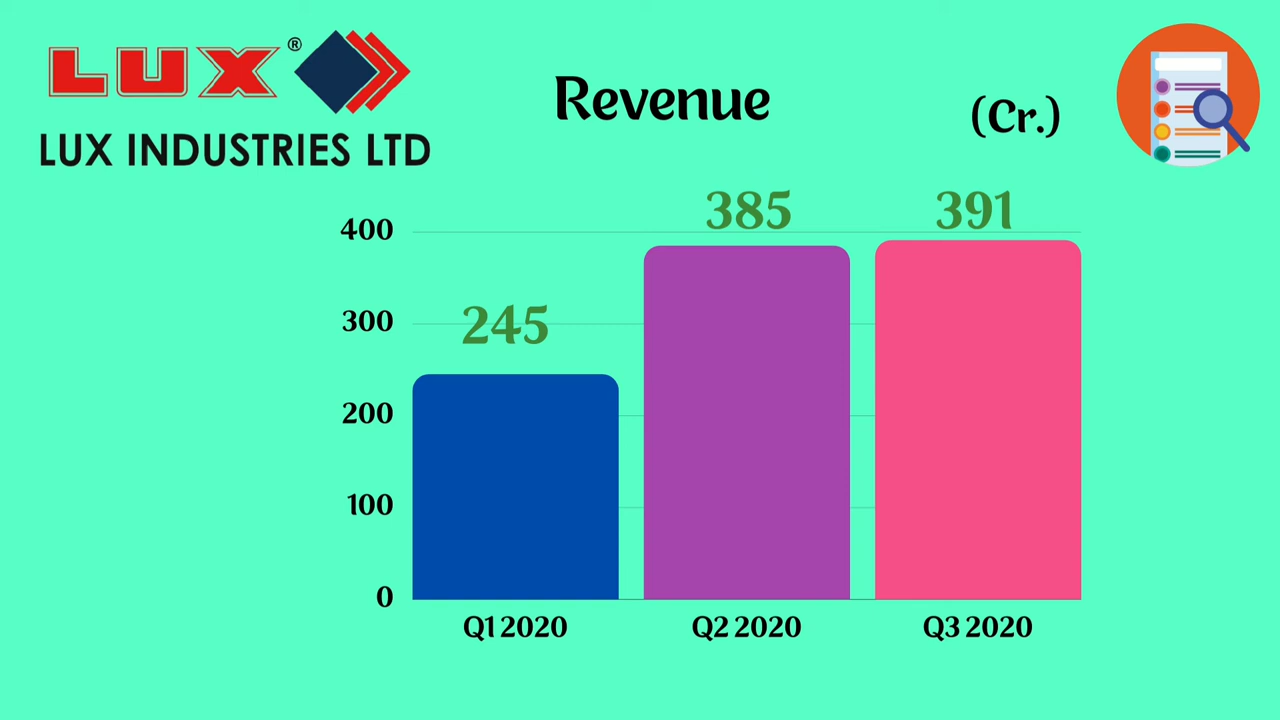 LUX ®
LUX INDUSTRIES LTD
Revenue
(Cr.)
400
300
200
100
0
245
385
391
Q1 2020
Q2 2020
Q3 2020